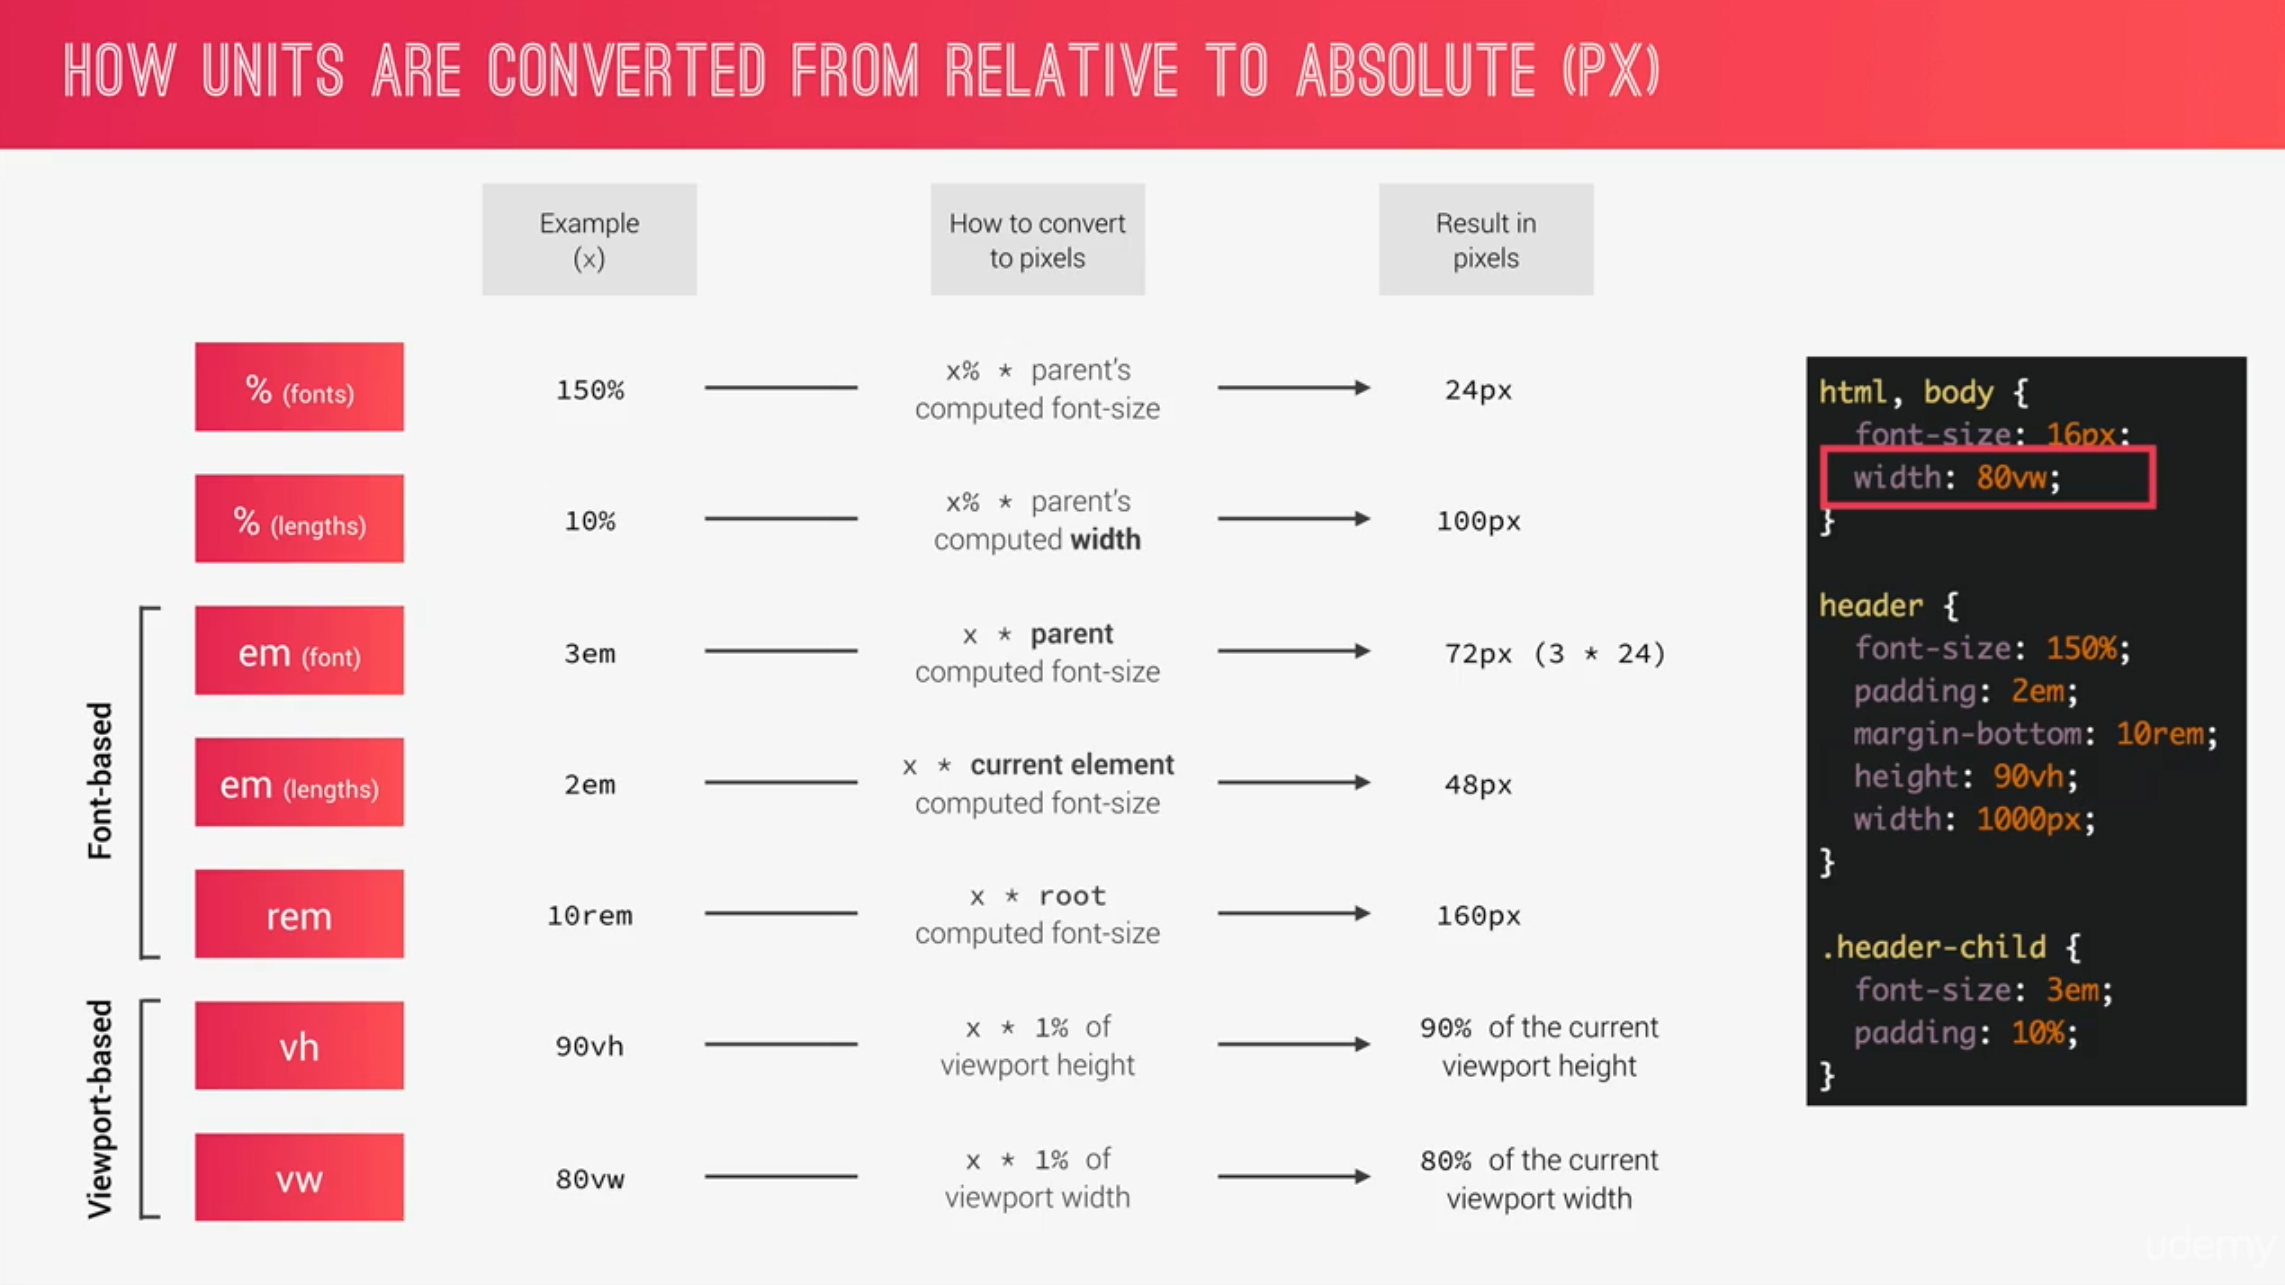 HOW UNITS ARE CONVERTED FROM RELATIVE TO ABSOLUTE (PX)
Example
(x)
How to convert
to pixels
Result in
pixels
% (fonts)
150%
x% * parent's
computed font-size
24px
% (lengths)
10%
x% * parent's
computed width
100px
Font-based
em (font)
3em
x * parent
computed font-size
72px (3 * 24)
em (lengths)
2em
x * current element
computed font-size
48px
rem
10rem
x * root
computed font-size
160px
Viewport-based
vh
90vh
x * 1% of
viewport height
90% of the current
viewport height
vw
80vw
x * 1% of
viewport width
80% of the current
viewport width
html, body {
font-size: 16px;
width: 80vw;
}
header {
font-size: 150%;
padding: 2em;
margin-bottom: 10rem;
height: 90vh;
width: 1000px;
}
.header-child {
font-size: 3em;
padding: 10%;
}
udemy